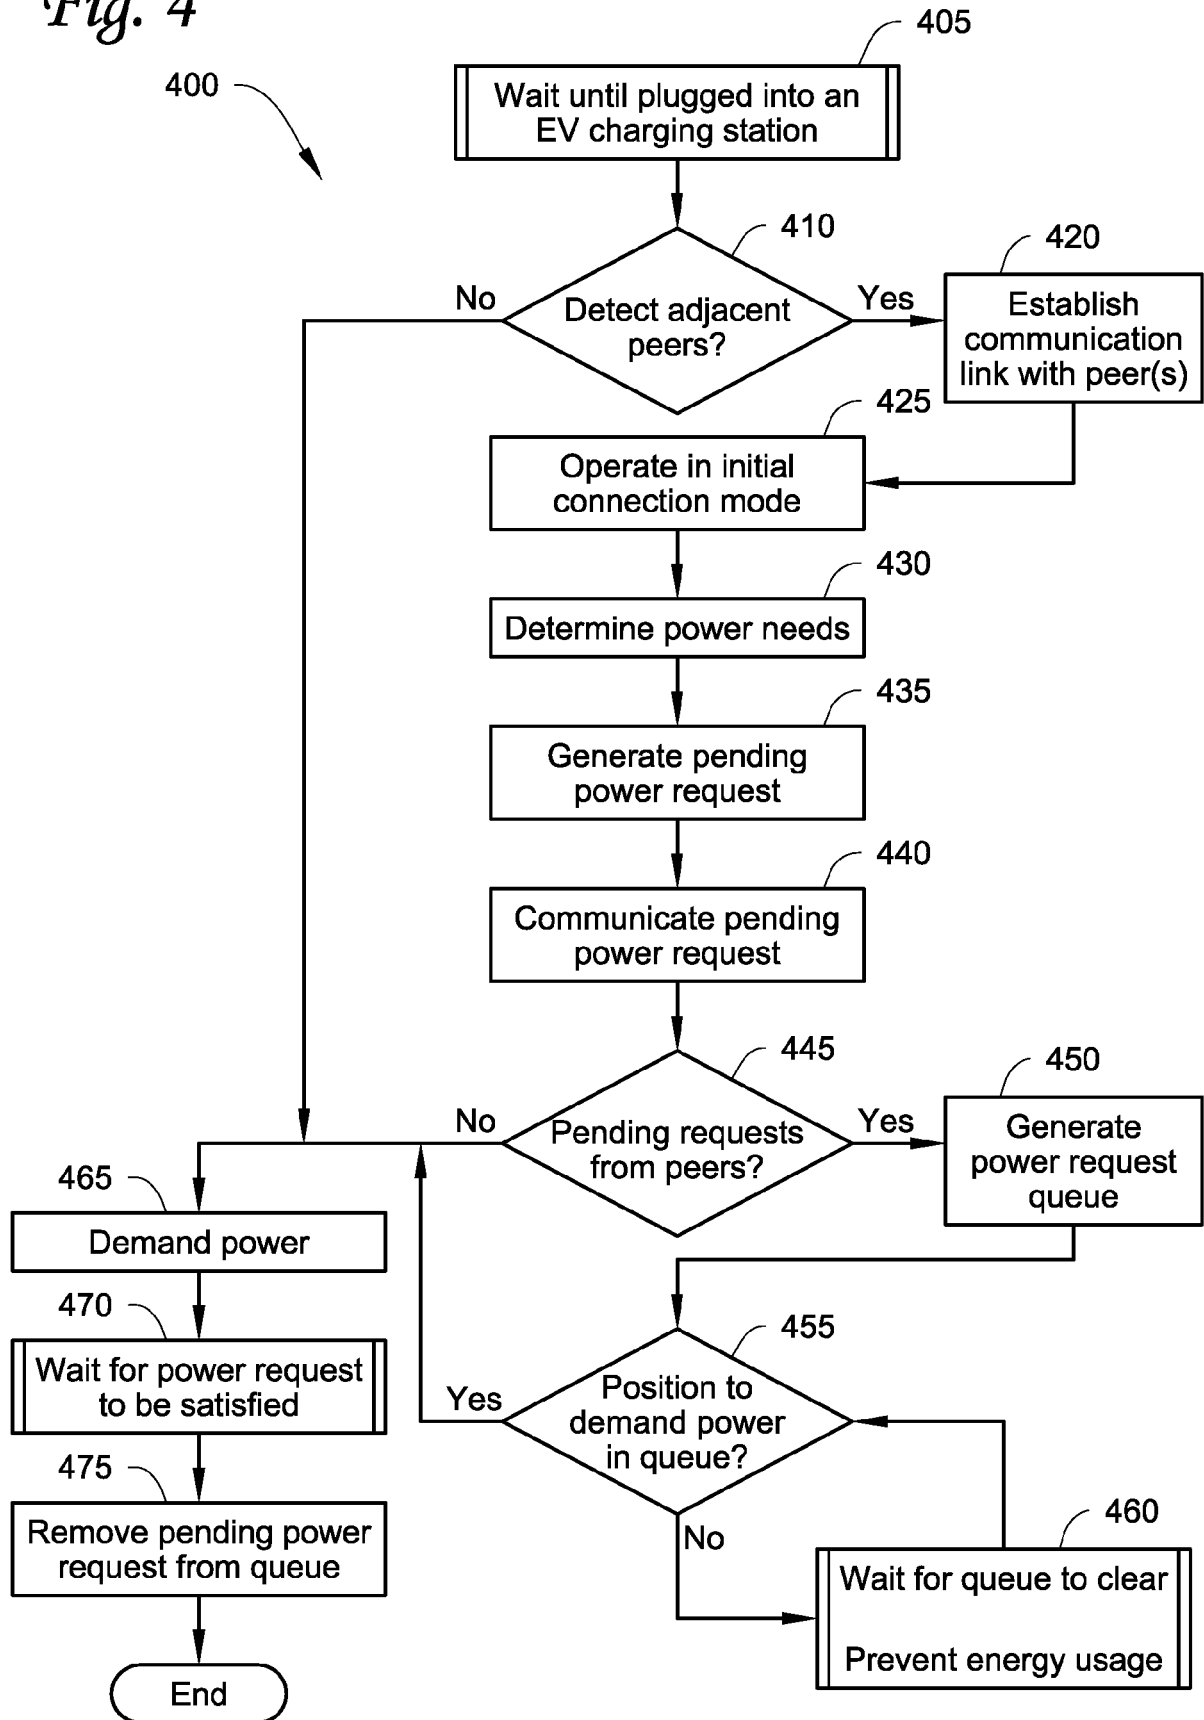 Fig. 4
400
405
Wait until plugged into an
EV charging station
410
Detect adjacent
peers?
No
Yes
420
Establish
communication
link with peer(s)
425
Operate in initial
connection mode
430
Determine power needs
435
Generate pending
power request
440
Communicate pending
power request
445
Pending requests
from peers?
No
Yes
450
Generate
power request
queue
455
Position to
demand power
in queue?
Yes
No
460
Wait for queue to clear
Prevent energy usage
465
Demand power
470
Wait for power request
to be satisfied
475
Remove pending power
request from queue
End